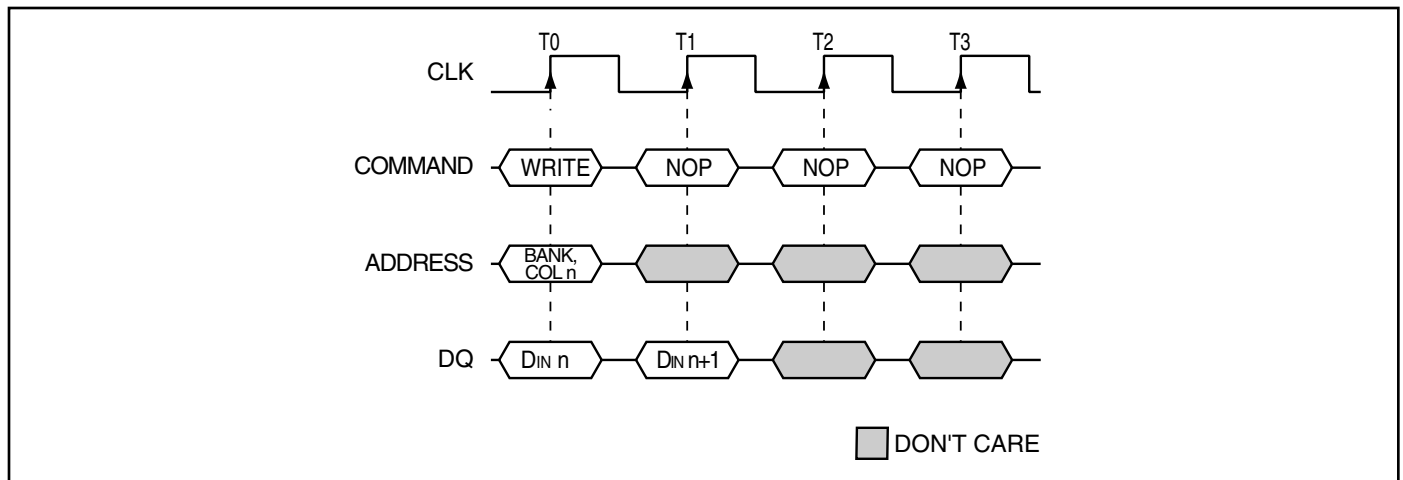 T0 T1 T2 T3
CLK
COMMAND WRITE NOP NOP NOP
ADDRESS BANK,
COL n
DQ DIN n DIN n+1
DON'T CARE